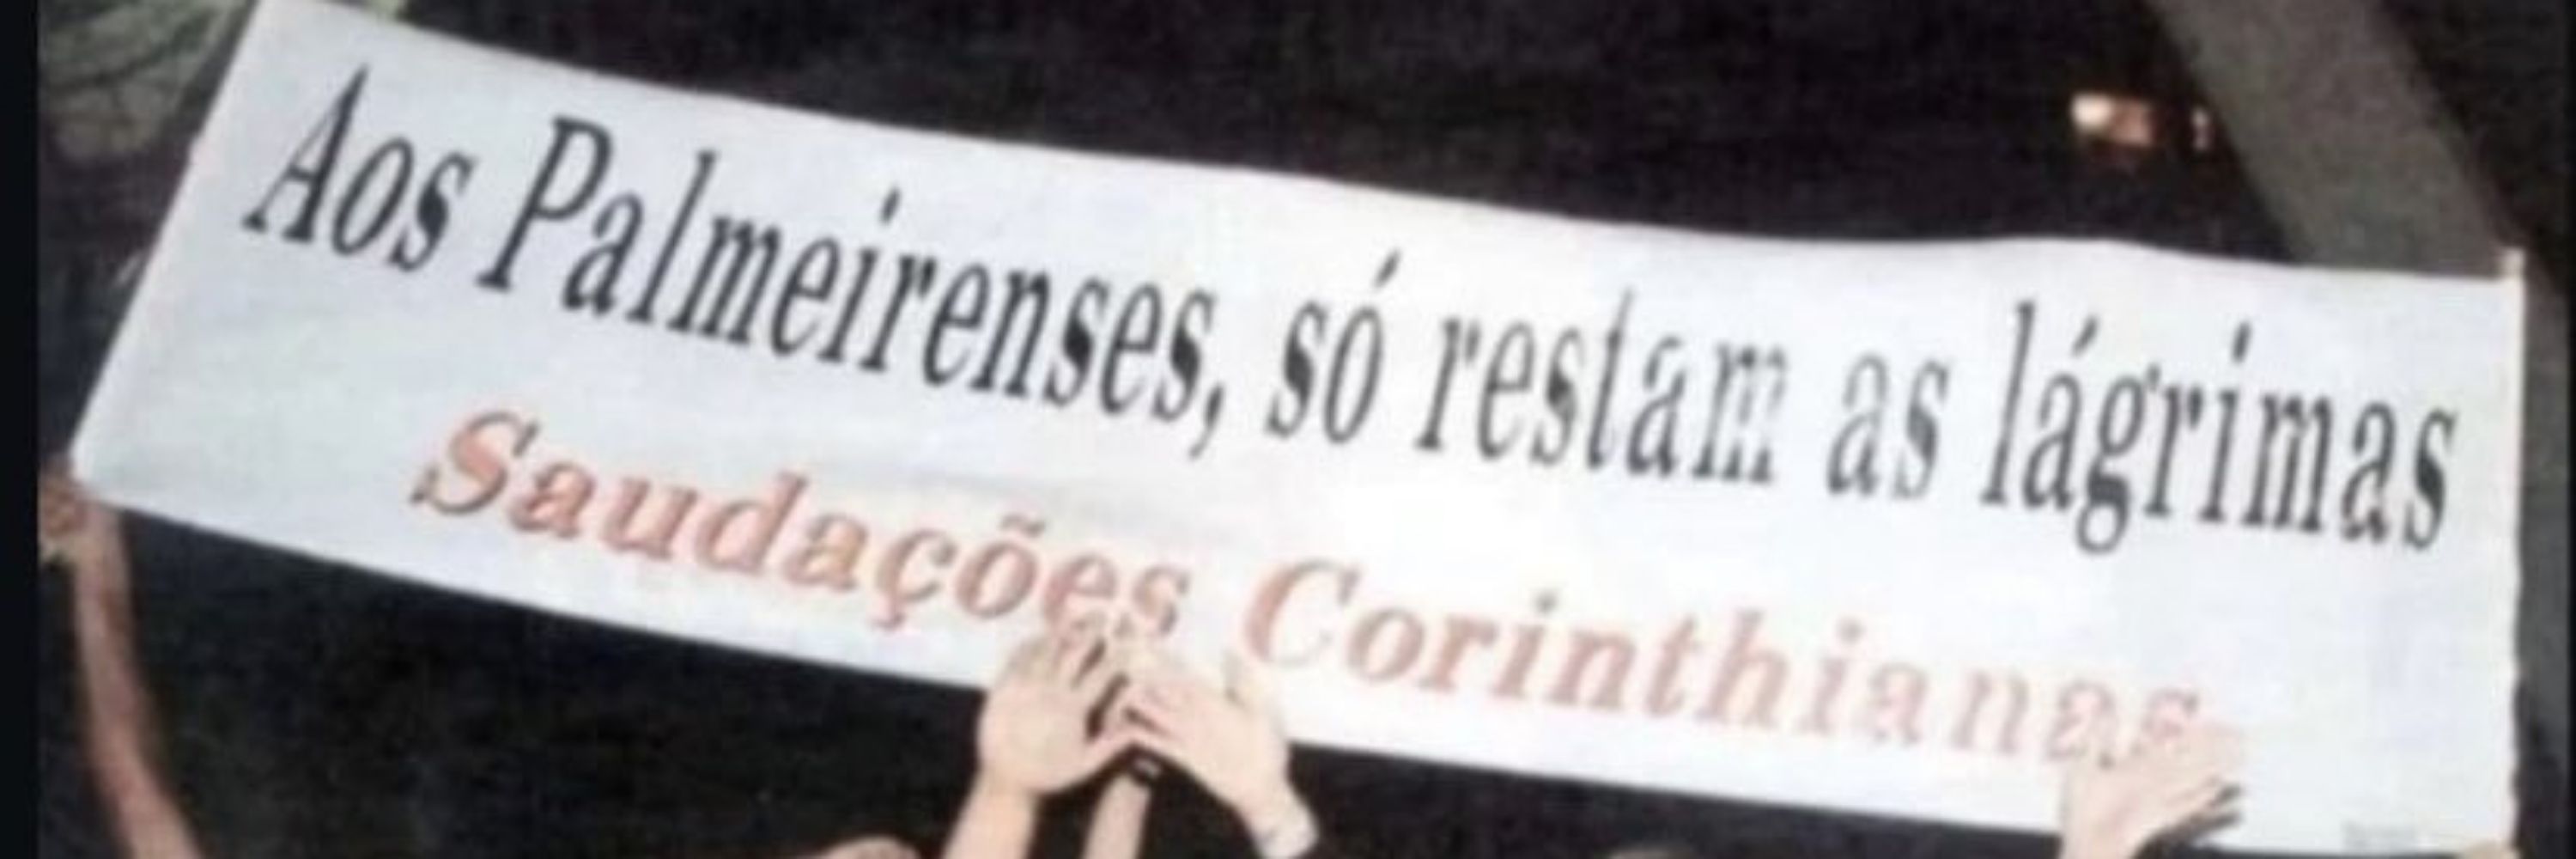 Aos Palmeirenses, só restam as lágrimas
Saudações Corinthianas